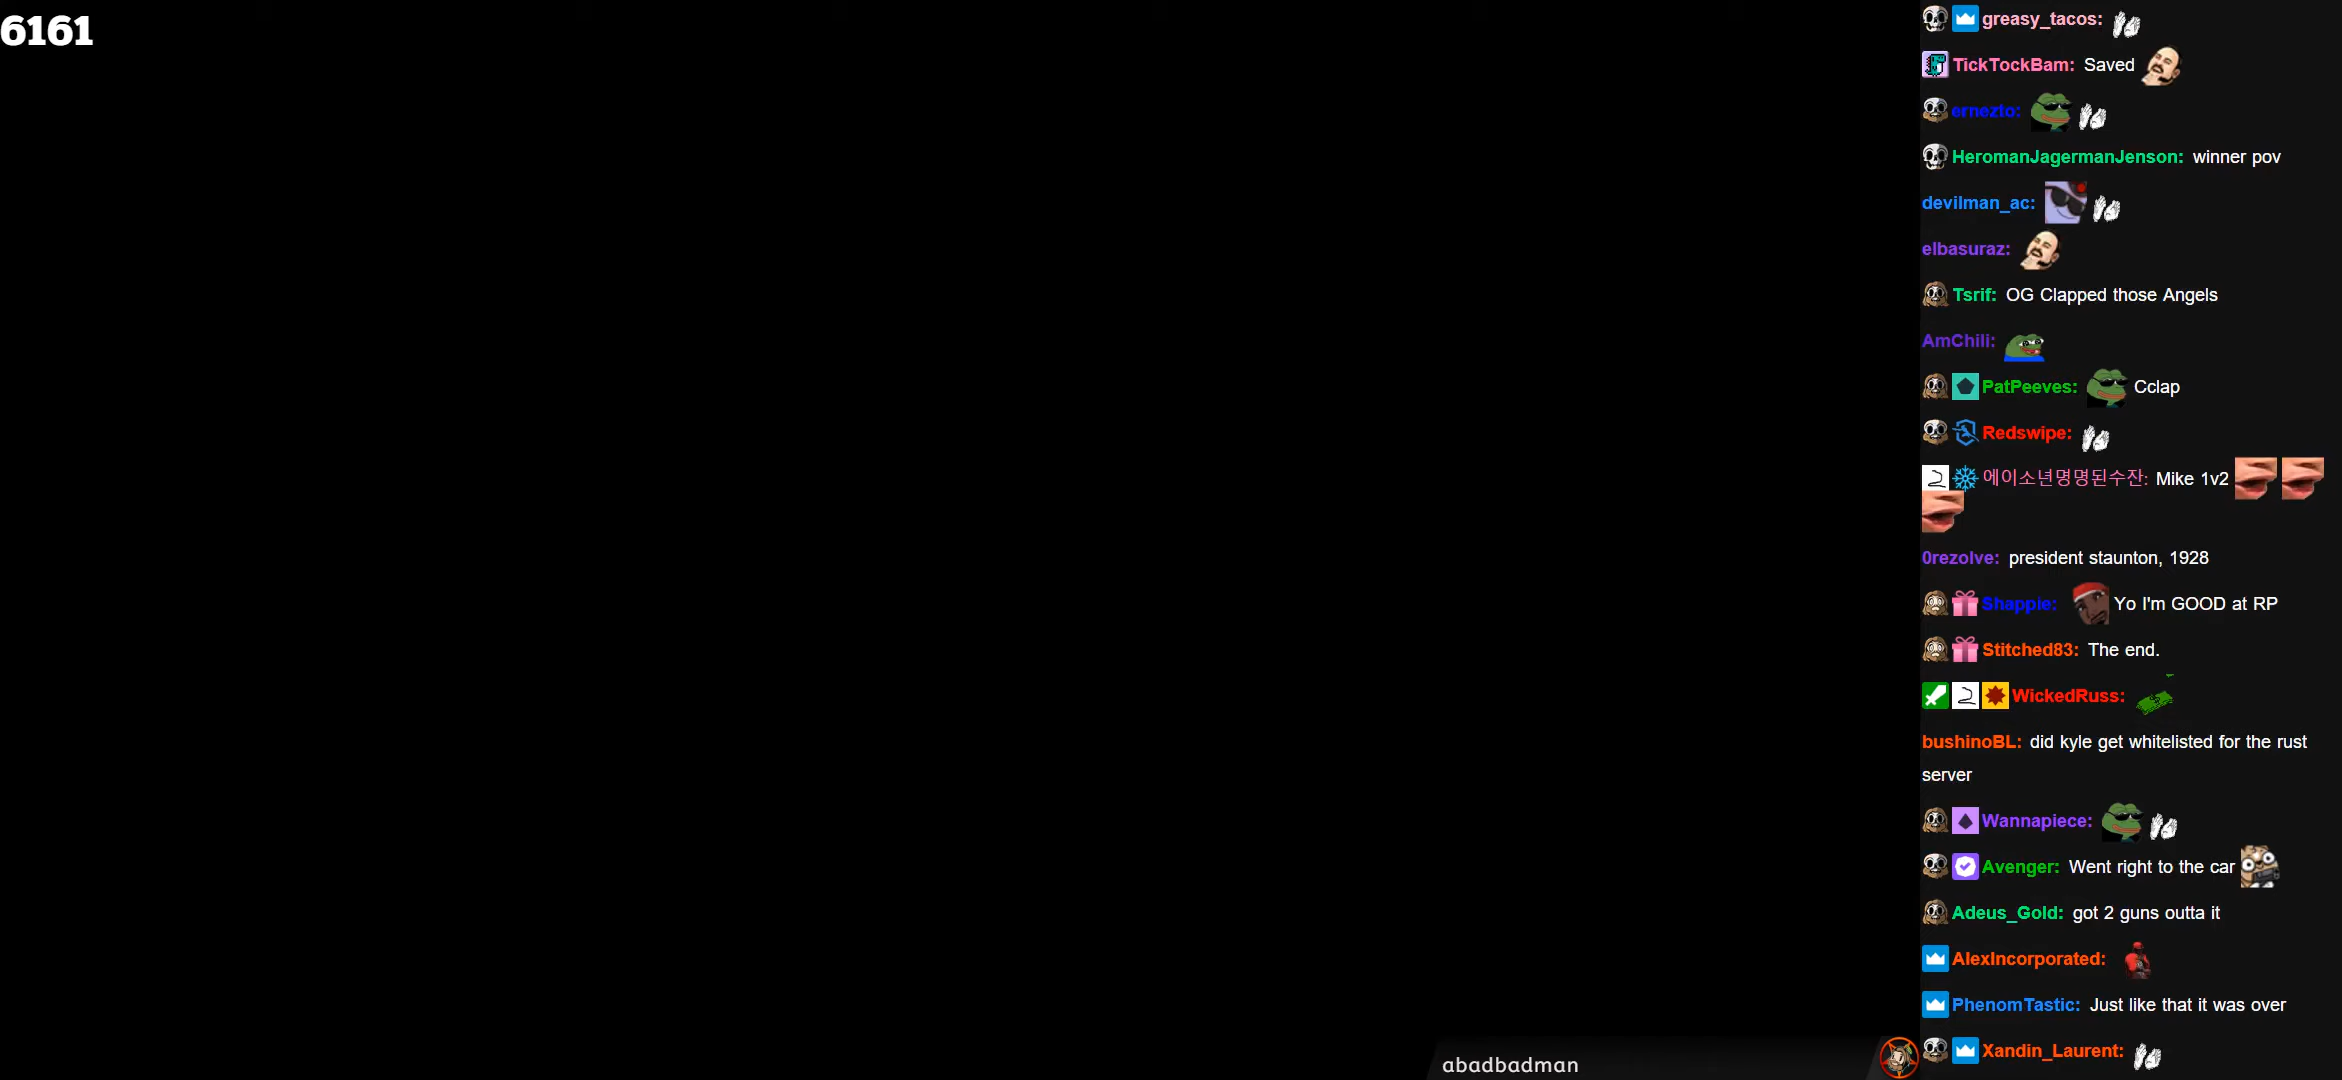 6161
greasy_tacos:
TickTockBam: Saved
ernezto:
HeromanJagermanJenson: winner pov
devilman_ac:
elbasuraz:
Tsrif: OG Clapped those Angels
AmChili:
PatPeeves: Cclap
Redswipe:
에이소년명명된수잔: Mike 1v2
0rezolve: president staunton, 1928
Shappie: Yo I'm GOOD at RP
Stitched83: The end.
WickedRuss:
bushinoBL: did kyle get whitelisted for the rust
server
Wannapiece:
Avenger: Went right to the car
Adeus_Gold: got 2 guns outta it
AlexIncorporated:
PhenomTastic: Just like that it was over
Xandin_Laurent:
abadbadman